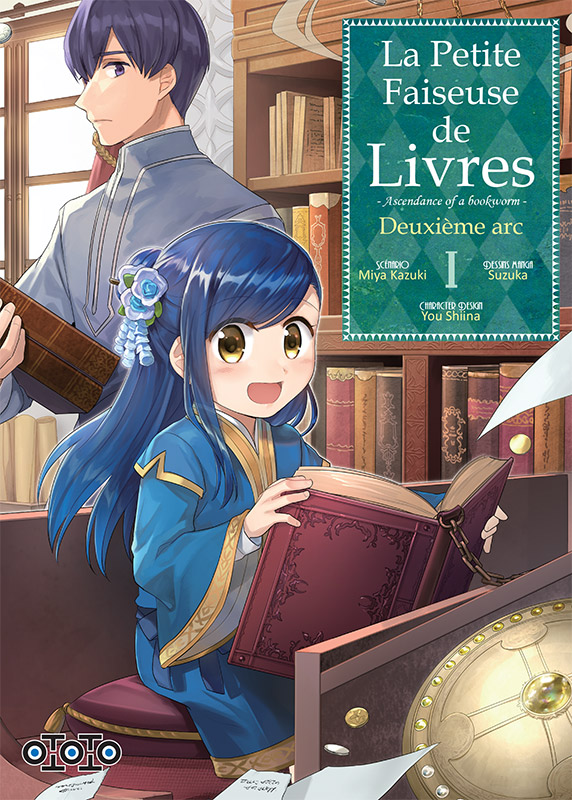 La Petite
Faiseuse
de
Livres
- Ascendance of a bookworm -
Deuxième arc
Scénario
Miya Kazuki
I
Dessins manga
Suzuka
Character Design
You Shiina
OTOTO